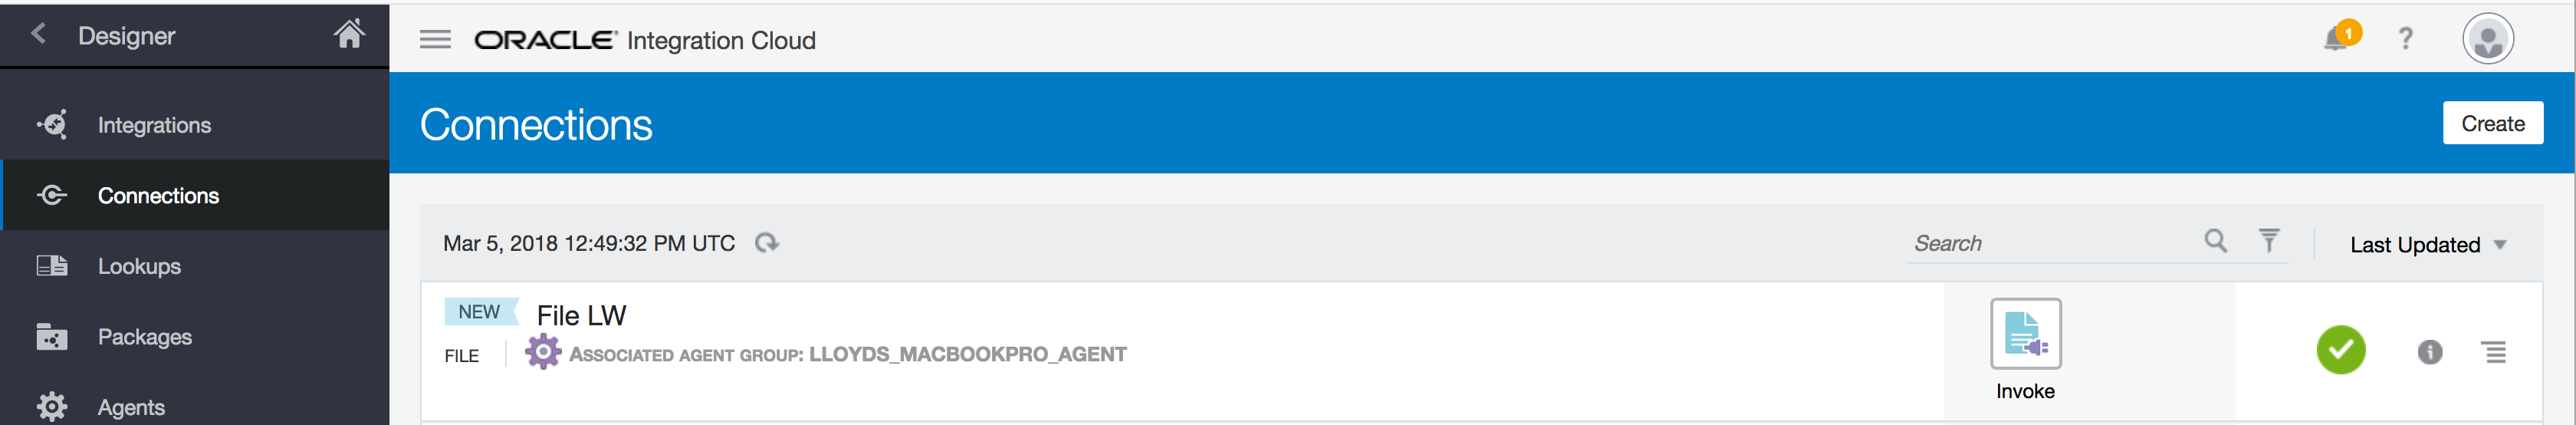 Designer
ORACLE Integration Cloud
1
?
Integrations
Connections
Lookups
Packages
Agents
Connections
Create
Mar 5, 2018 12:49:32 PM UTC
Search
Last Updated
NEW File LW
FILE
ASSOCIATED AGENT GROUP: LLOYDS_MACBOOKPRO_AGENT
Invoke
i